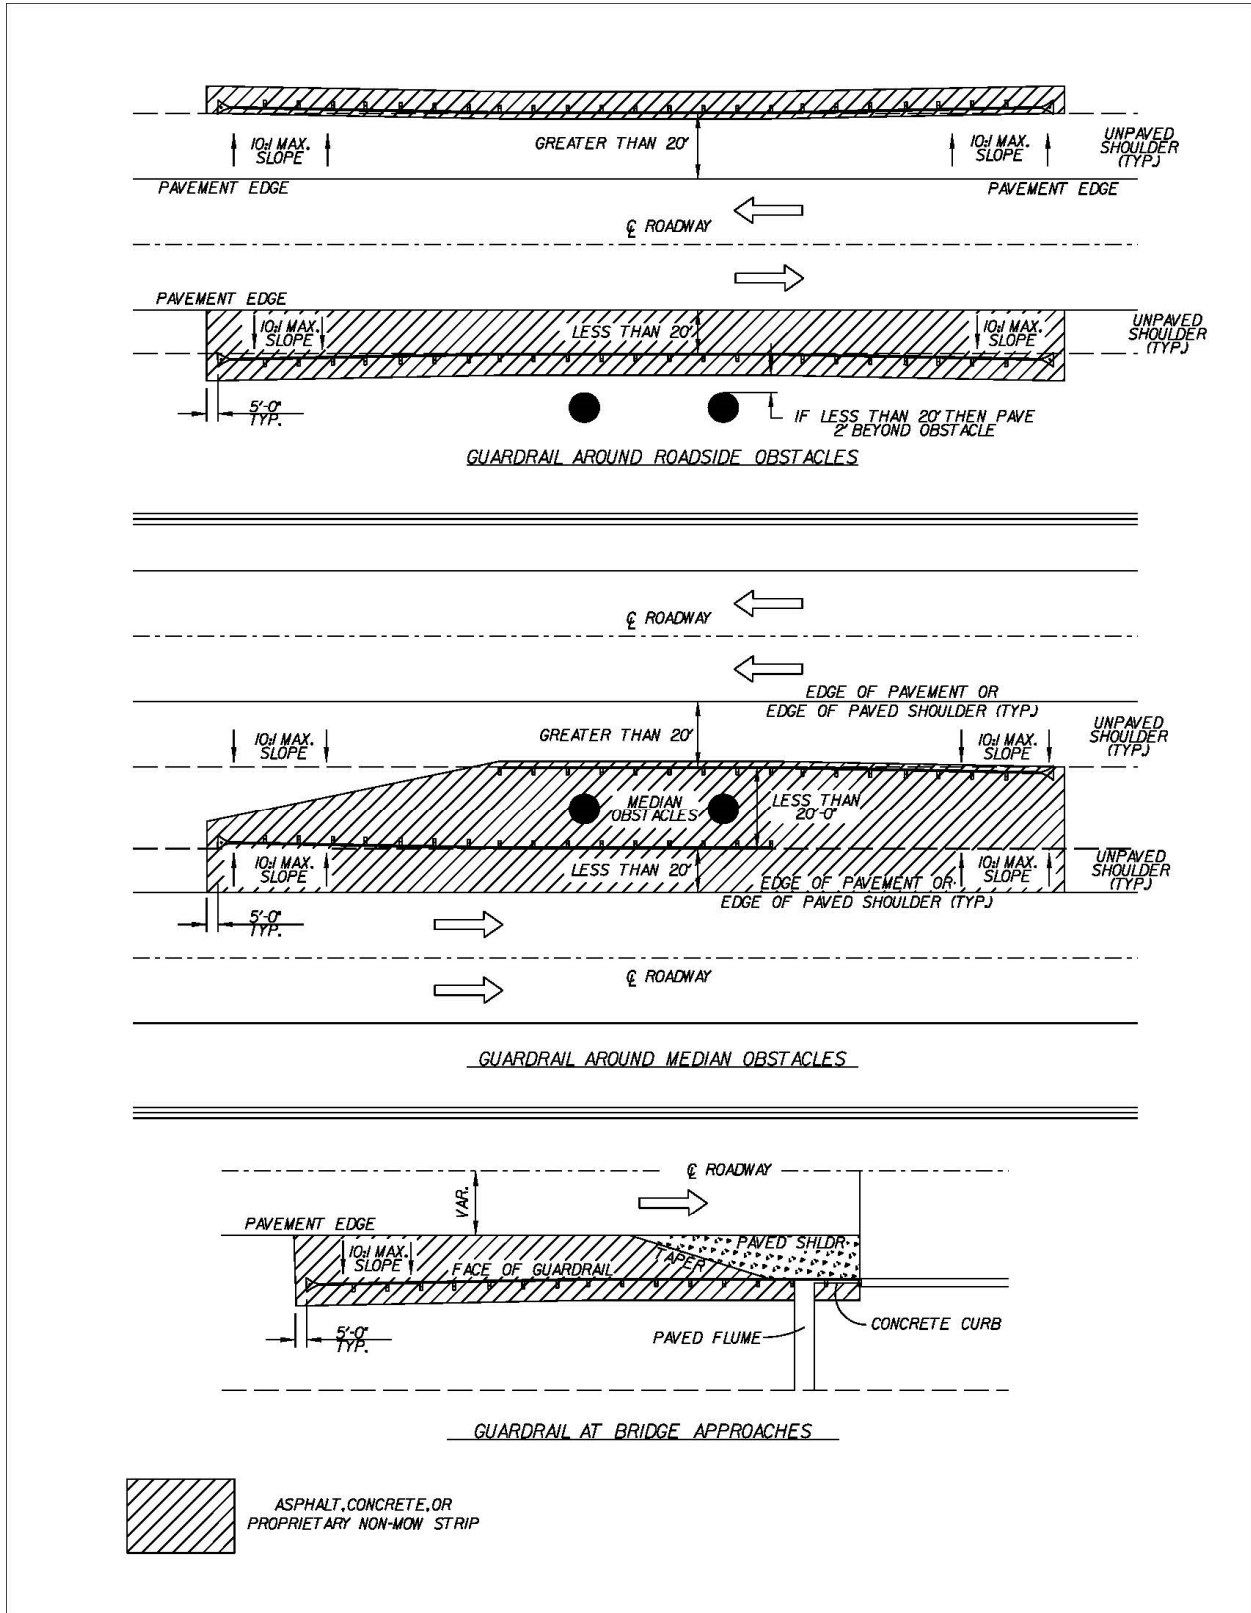 GREATER THAN 20'
10:1 MAX.
SLOPE
10:1 MAX.
SLOPE
UNPAVED
SHOULDER
(TYP.)
PAVEMENT EDGE
PAVEMENT EDGE
℄ ROADWAY
PAVEMENT EDGE
10:1 MAX.
SLOPE
LESS THAN 20'
10:1 MAX.
SLOPE
UNPAVED
SHOULDER
(TYP.)
5'-0"
TYP.
IF LESS THAN 20' THEN PAVE
2' BEYOND OBSTACLE
GUARDRAIL AROUND ROADSIDE OBSTACLES
℄ ROADWAY
EDGE OF PAVEMENT OR
EDGE OF PAVED SHOULDER (TYP.)
10:1 MAX.
SLOPE
GREATER THAN 20'
10:1 MAX.
SLOPE
UNPAVED
SHOULDER
(TYP.)
MEDIAN
OBSTACLES
LESS THAN
20'-0"
10:1 MAX.
SLOPE
LESS THAN 20'
10:1 MAX.
SLOPE
UNPAVED
SHOULDER
(TYP.)
EDGE OF PAVEMENT OR
EDGE OF PAVED SHOULDER (TYP.)
5'-0"
TYP.
℄ ROADWAY
GUARDRAIL AROUND MEDIAN OBSTACLES
℄ ROADWAY
VAR.
PAVEMENT EDGE
10:1 MAX.
SLOPE
FACE OF GUARDRAIL
TAPER
PAVED SHLDR.
5'-0"
TYP.
PAVED FLUME
CONCRETE CURB
GUARDRAIL AT BRIDGE APPROACHES
ASPHALT, CONCRETE, OR
PROPRIETARY NON-MOW STRIP